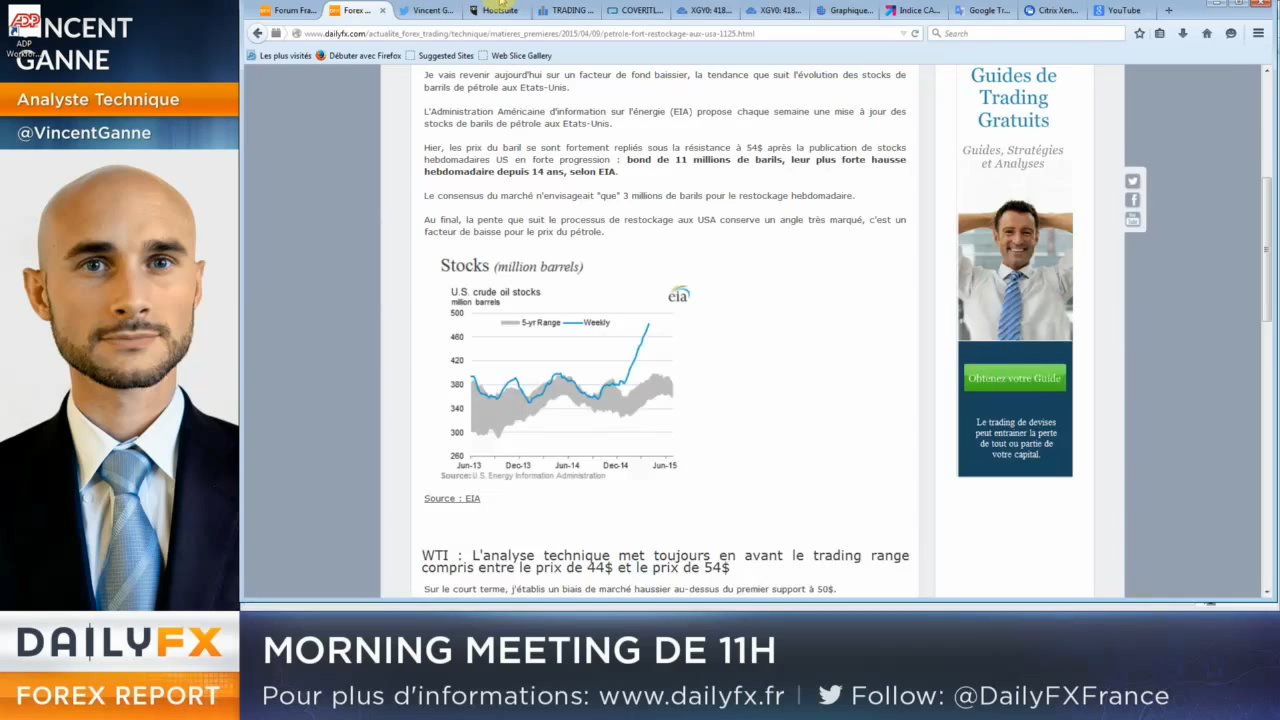 ADP
VINCENT
GANNE
Analyste Technique
@VincentGanne
Forum Fra...
Forex ...
Vincent G...
Hootsuite
TRADING ...
COVERITL...
XGY0: 418...
XGY0: 418...
Graphique...
Indice CA...
Google Tr...
Citrix Xen...
YouTube
www.dailyfx.com/actualite_forex_trading/technique/matieres_premieres/2015/04/09/petrole-fort-restockage-aux-usa-1125.html
Search
Les plus visités
Débuter avec Firefox
Suggested Sites
Web Slice Gallery
Je vais revenir aujourd'hui sur un facteur de fond baissier, la tendance que suit l'évolution des stocks de
barrils de pétrole aux Etats-Unis.
L'Administration Américaine d'information sur l'énergie (EIA) propose chaque semaine une mise à jour des
stocks de barils de pétrole aux Etats-Unis.
Hier, les prix du baril se sont fortement repliés sous la résistance à 54$ après la publication de stocks
hebdomadaires US en forte progression : bond de 11 millions de barils, leur plus forte hausse
hebdomadaire depuis 14 ans, selon EIA.
Le consensus du marché n'envisageait "que" 3 millions de barils pour le restockage hebdomadaire.
Au final, la pente que suit le processus de restockage aux USA conserve un angle très marqué, c'est un
facteur de baisse pour le prix du pétrole.
Stocks (million barrels)
U.S. crude oil stocks
million barrels
eia
500
5-yr Range
Weekly
460
420
380
340
300
260
Jun-13
Dec-13
Jun-14
Dec-14
Jun-15
Source: U.S. Energy Information Administration
Source : EIA
WTI : L'analyse technique met toujours en avant le trading range
compris entre le prix de 44$ et le prix de 54$
Sur le court terme, j'établis un biais de marché haussier au-dessus du premier support à 50$.
Guides de
Trading
Gratuits
Guides, Stratégies
et Analyses
Obtenez votre Guide
Le trading de devises
peut entrainer la perte
de tout ou partie de
votre capital.
DAILYFX
FOREX REPORT
MORNING MEETING DE 11H
Pour plus d'informations: www.dailyfx.fr | Follow: @DailyFXFrance